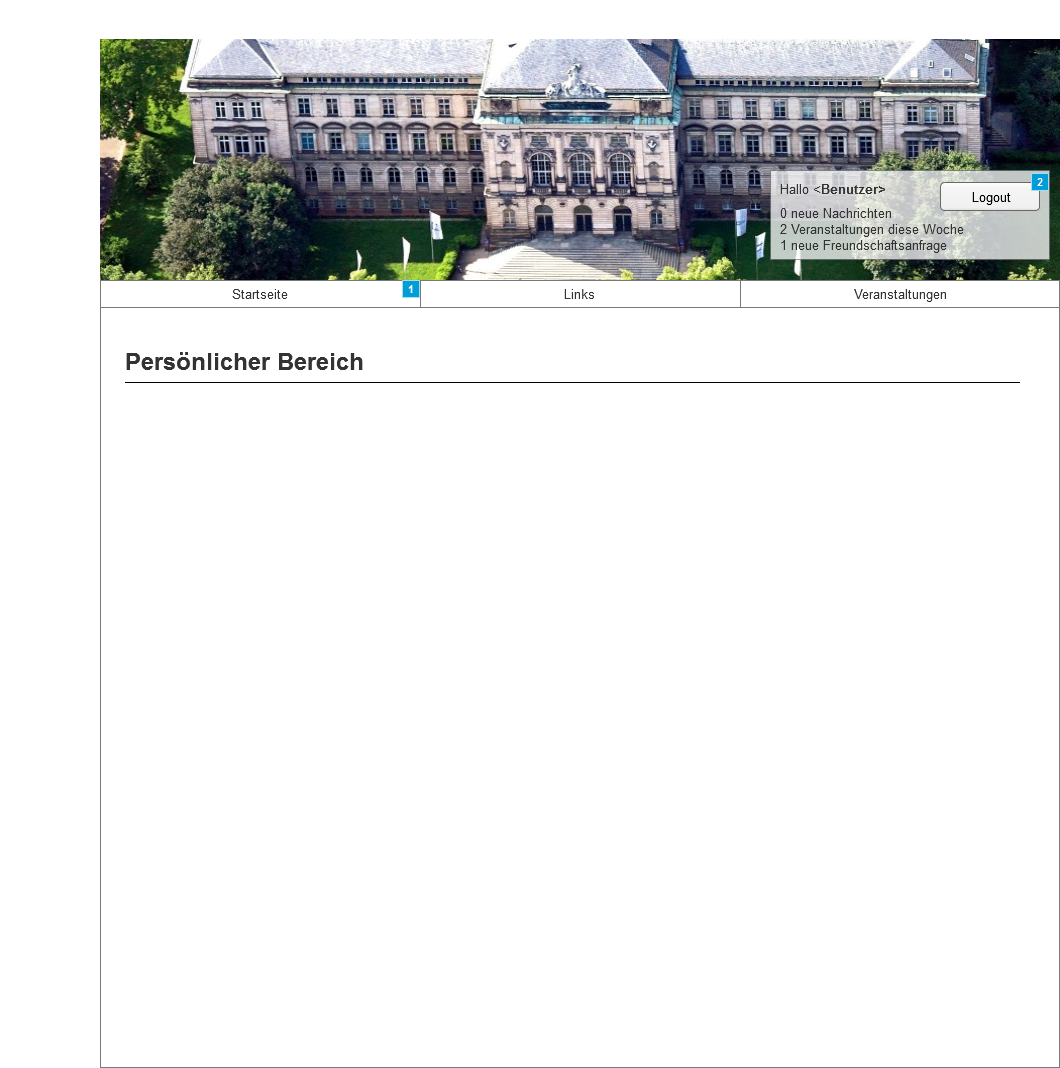 Hallo <Benutzer>
2
Logout
0 neue Nachrichten
2 Veranstaltungen diese Woche
1 neue Freundschaftsanfrage
Startseite
1
Links
Veranstaltungen
Persönlicher Bereich